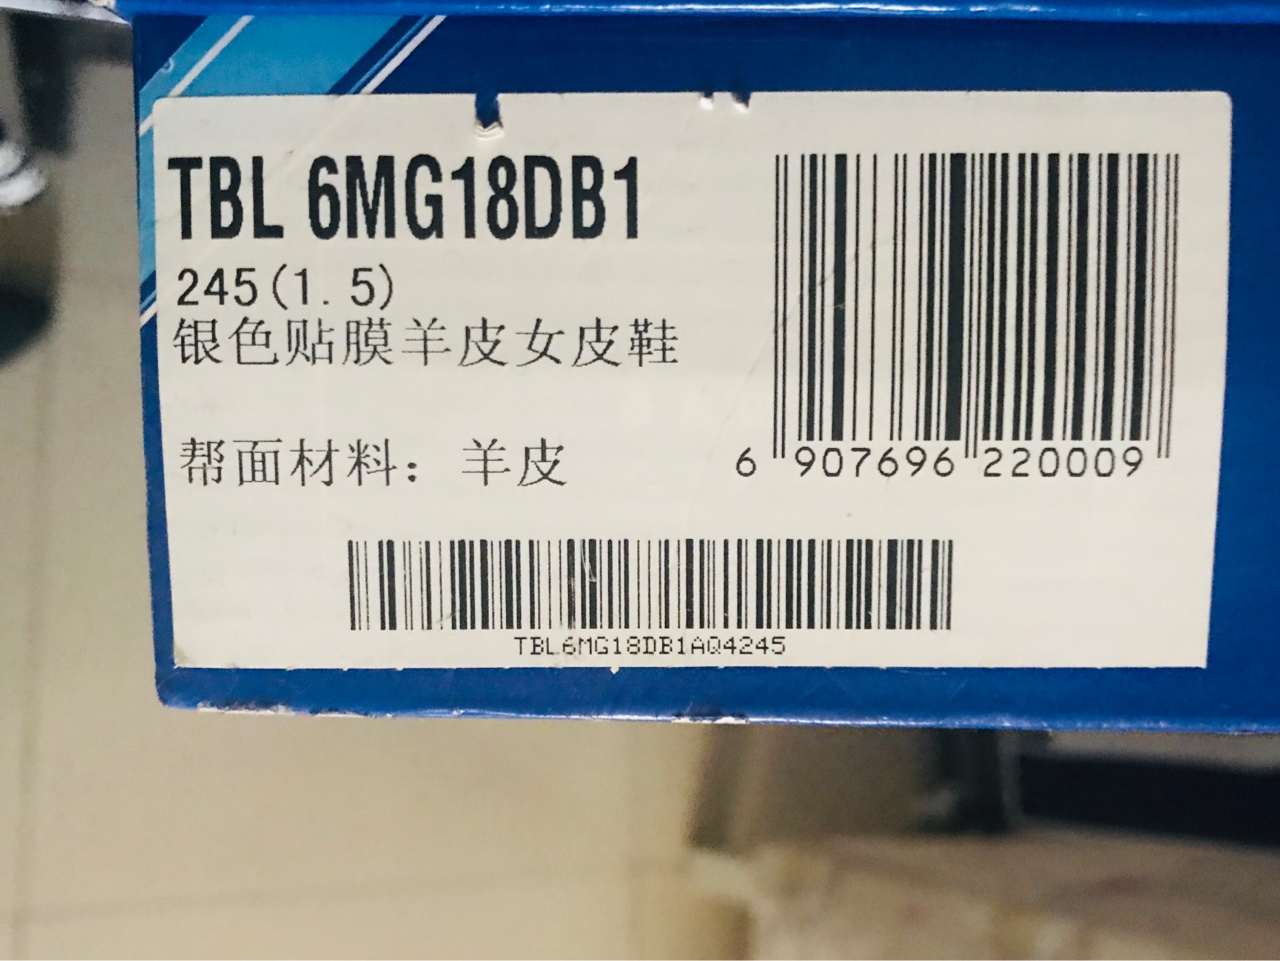 TBL 6MG18DB1
245(1.5)
银色贴膜羊皮女皮鞋
帮面材料：羊皮
6 907696 220009
TBL6MG18DB1AQ4245